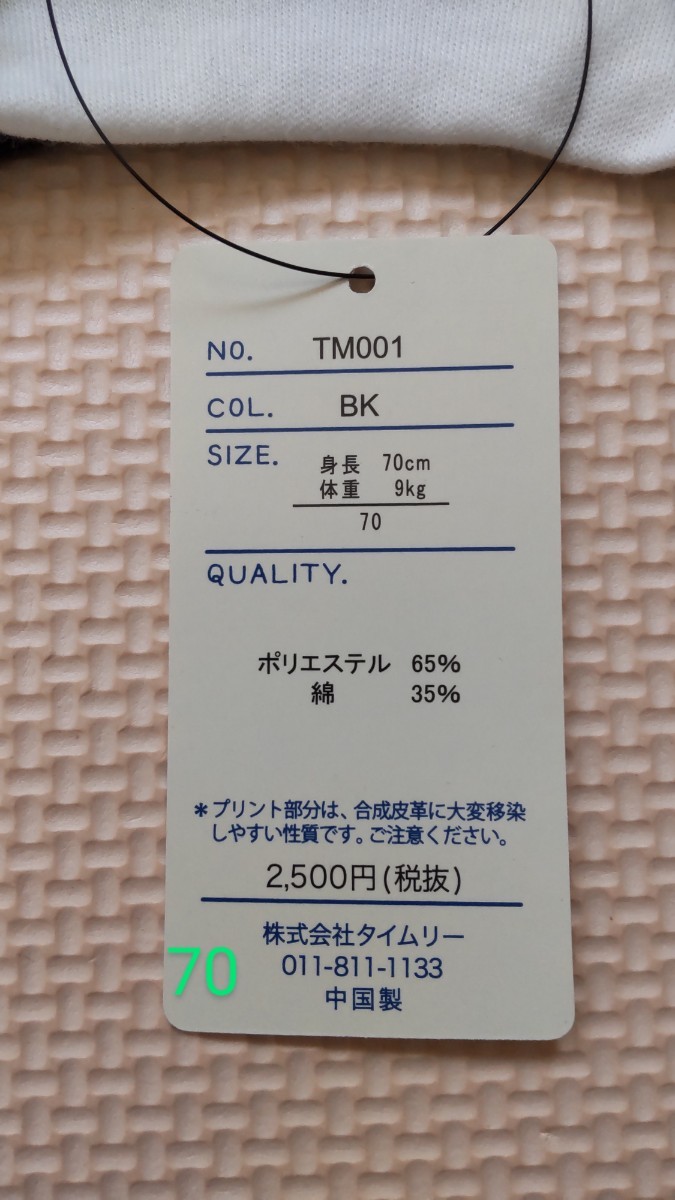 NO. TM001
COL. BK
SIZE. 身長 70cm
体重 9kg
70
QUALITY.
ポリエステル 65%
綿 35%
*プリント部分は、合成皮革に大変移染
しやすい性質です。ご注意ください。
2,500円(税抜)
株式会社タイムリー
70 011-811-1133
中国製